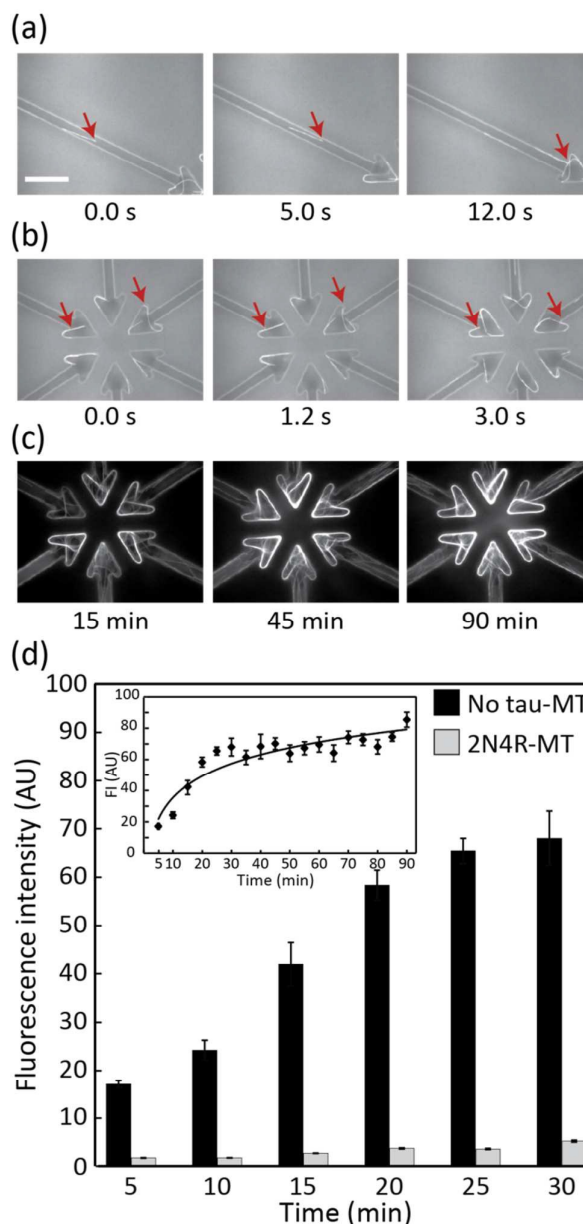 (a)
0.0 s 5.0 s 12.0 s
(b)
0.0 s 1.2 s 3.0 s
(c)
15 min 45 min 90 min
(d)
100
90
80
70
60
50
40
30
20
10
0
Fluorescence intensity (AU)
No tau-MT
2N4R-MT
100
80
60
40
20
0
FI (AU)
5 10 20 30 40 50 60 70 80 90
Time (min)
5 10 15 20 25 30
Time (min)